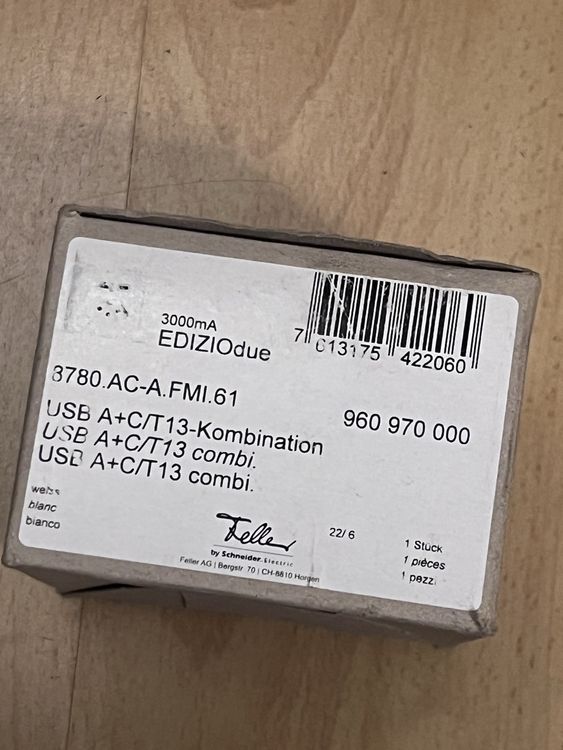 3000mA
EDIZIOdue
7 613175 422060
8780.AC-A.FMI.61
960 970 000
USB A+C/T13-Kombination
USB A+C/T13 combi.
USB A+C/T13 combi.
weiss
blanc
bianco
Feller
by Schneider Electric
Feller AG | Bergstr. 70 | CH-8810 Horgen
22/6
1 Stück
1 pièces
1 pezzi